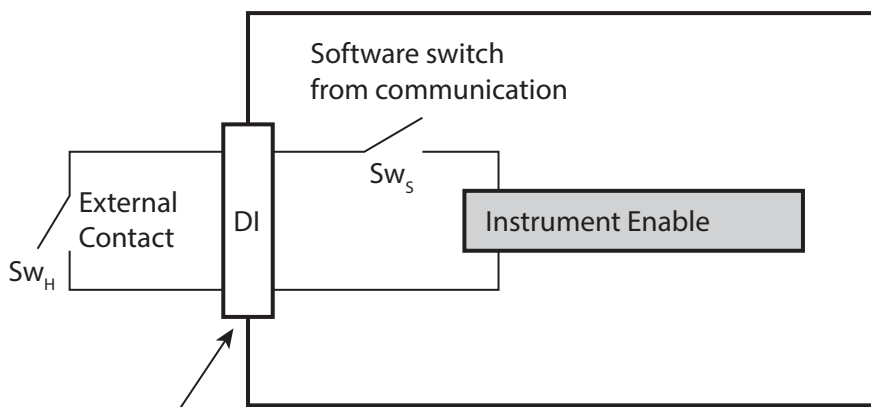 Software switch
from communication
Sw_S
External
Contact
DI
Instrument Enable
Sw_H